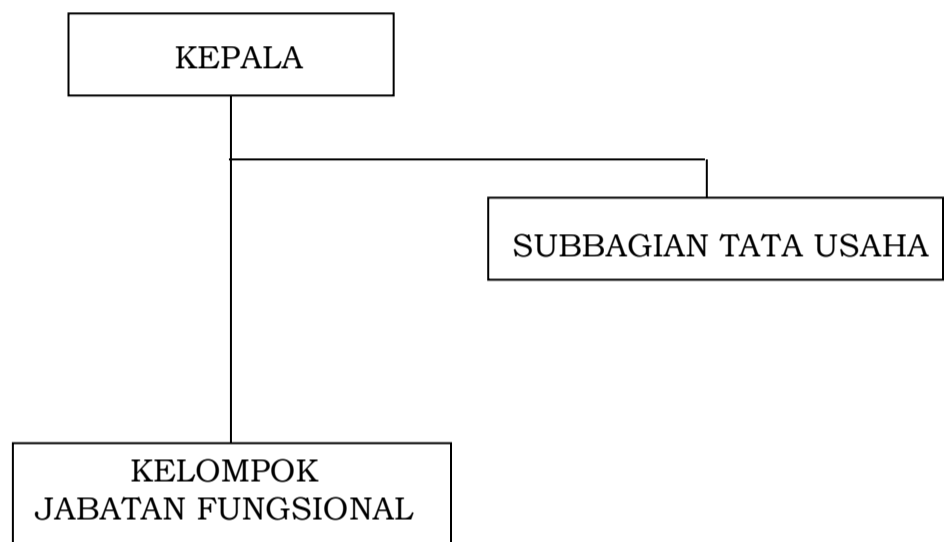 KEPALA
SUBBAGIAN TATA USAHA
KELOMPOK
JABATAN FUNGSIONAL